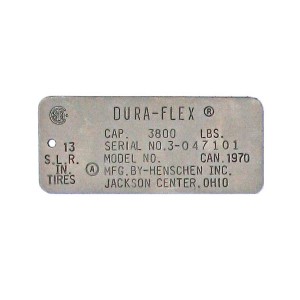 DURA-FLEX ®
CAP. 3800 LBS.
SERIAL NO. 3-047101
MODEL NO. CAN. 1970
MFG. BY-HENSCHEN INC.
JACKSON CENTER, OHIO
13
S.L.R.
IN.
TIRES
A